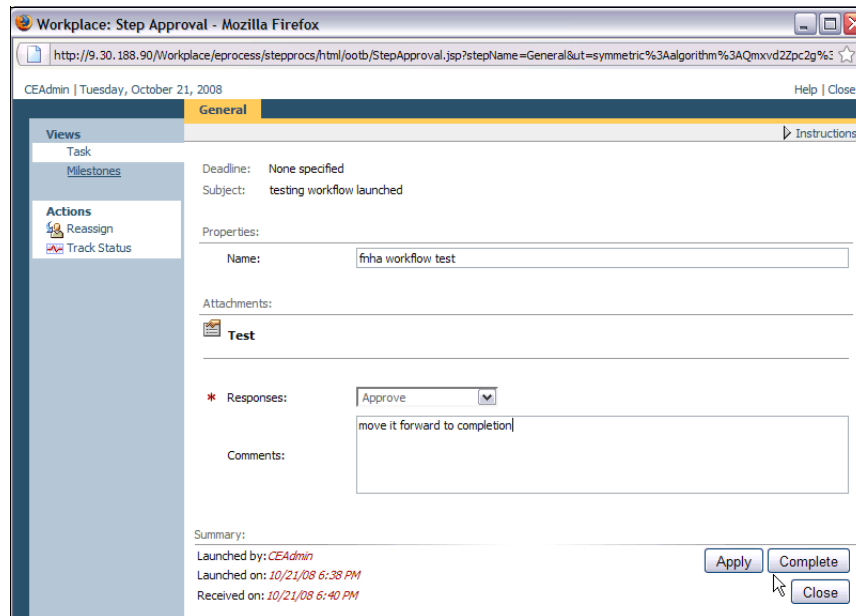 Workplace: Step Approval - Mozilla Firefox
http://9.30.188.90/Workplace/eprocess/stepprocs/html/ootb/StepApproval.jsp?stepName=General&ut=symmetric%3Aalgorithm%3AQmxvd2Zpc2g%3
CEAdmin | Tuesday, October 21, 2008
Help | Close
General
Instructions
Views
Task
Milestones
Actions
Reassign
Track Status
Deadline: None specified
Subject: testing workflow launched
Properties:
Name: fnha workflow test
Attachments:
Test
* Responses: Approve
Comments: move it forward to completion
Summary:
Launched by: CEAdmin
Launched on: 10/21/08 6:38 PM
Received on: 10/21/08 6:40 PM
Apply Complete
Close